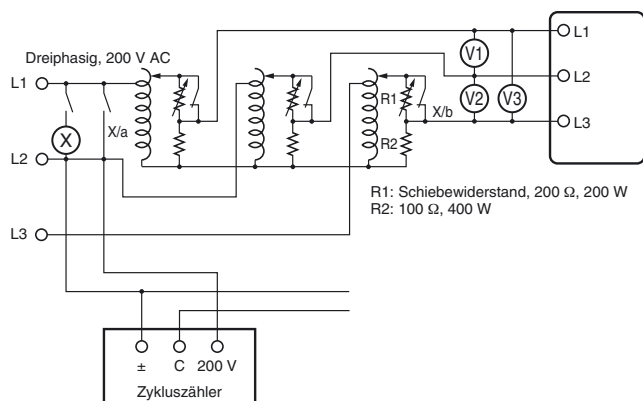 Dreiphasig, 200 V AC
L1
L2
L3
X
X/a
R1
R2
X/b
V1
V2
V3
L1
L2
L3
R1: Schiebewiderstand, 200 Ω, 200 W
R2: 100 Ω, 400 W
± C 200 V
Zykluszähler